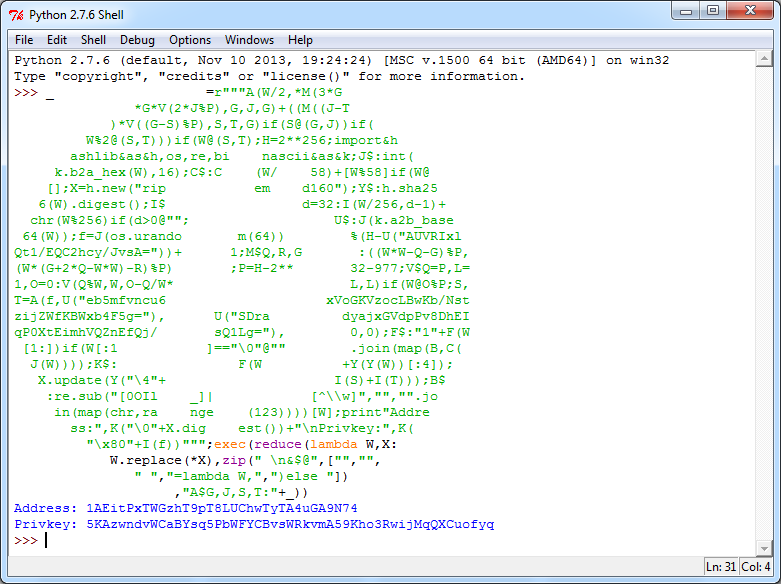 Python 2.7.6 Shell
File Edit Shell Debug Options Windows Help
Python 2.7.6 (default, Nov 10 2013, 19:24:24) [MSC v.1500 64 bit (AMD64)] on win32
Type "copyright", "credits" or "license()" for more information.
>>> _                   =r"""A(W/2,*M(3*G
               *G*V(2*J%P),G,J,G)+((M((J-T
            )*V((G-S)%P),S,T,G)if(S@(G,J))if(
         W%2@(S,T)))if(W@(S,T);H=2**256;import&h
       ashlib&as&h,os,re,bi    nascii&as&k;J$:int(
     k.b2a_hex(W),16);C$:C    (W/    58)+[W%58]if(W@
    [];X=h.new("rip           em    d160");Y$:h.sha25
   6(W).digest();I$                 d=32:I(W/256,d-1)+
  chr(W%256)if(d>0@"";                  U$:J(k.a2b_base
 64(W));f=J(os.urando       m(64))        %(H-U("AUVRIxl
Qt1/EQC2hcy/JvsA="))+      1;M$Q,R,G       :((W*W-Q-G)%P,
(W*(G+2*Q-W*W)-R)%P)       ;P=H-2**       32-977;V$Q=P,L=
1,O=0:V(Q%W,W,O-Q/W*                      L,L)if(W@O%P;S,
T=A(f,U("eb5mfvncu6                    xVoGKVzocLBwKb/Nst
zijZWfKBWxb4F5g="),      U("SDra         dyajxGVdpPv8DhEI
qP0XtEimhVQZnEfQj/       sQ1Lg="),        0,0);F$:"1"+F(W
 [1:])if(W[:1           ]=="\0"@""        .join(map(B,C(
  J(W))));K$:               F(W          +Y(Y(W))[:4]);
   X.update(Y("\4"+                     I(S)+I(T)));B$
    :re.sub("[0OIl    _]|            [^\\w]","","".jo
     in(map(chr,ra    nge    (123))))[W];print"Addre
       ss:",K("\0"+X.dig    est())+"\nPrivkey:",K(
         "\x80"+I(f))""";exec(reduce(lambda W,X:
            W.replace(*X),zip(" \n&$@",["","",
               " ","=lambda W,",")else "])
                    ,"A$G,J,S,T:"+_))
Address: 1AEitPxTWGzhT9pT8LUChwTyTA4uGA9N74
Privkey: 5KAzwndvWCaBYsq5PbWFYCBvsWRkvmA59Kho3RwijMqQXCuofyq
>>>
Ln: 31 Col: 4